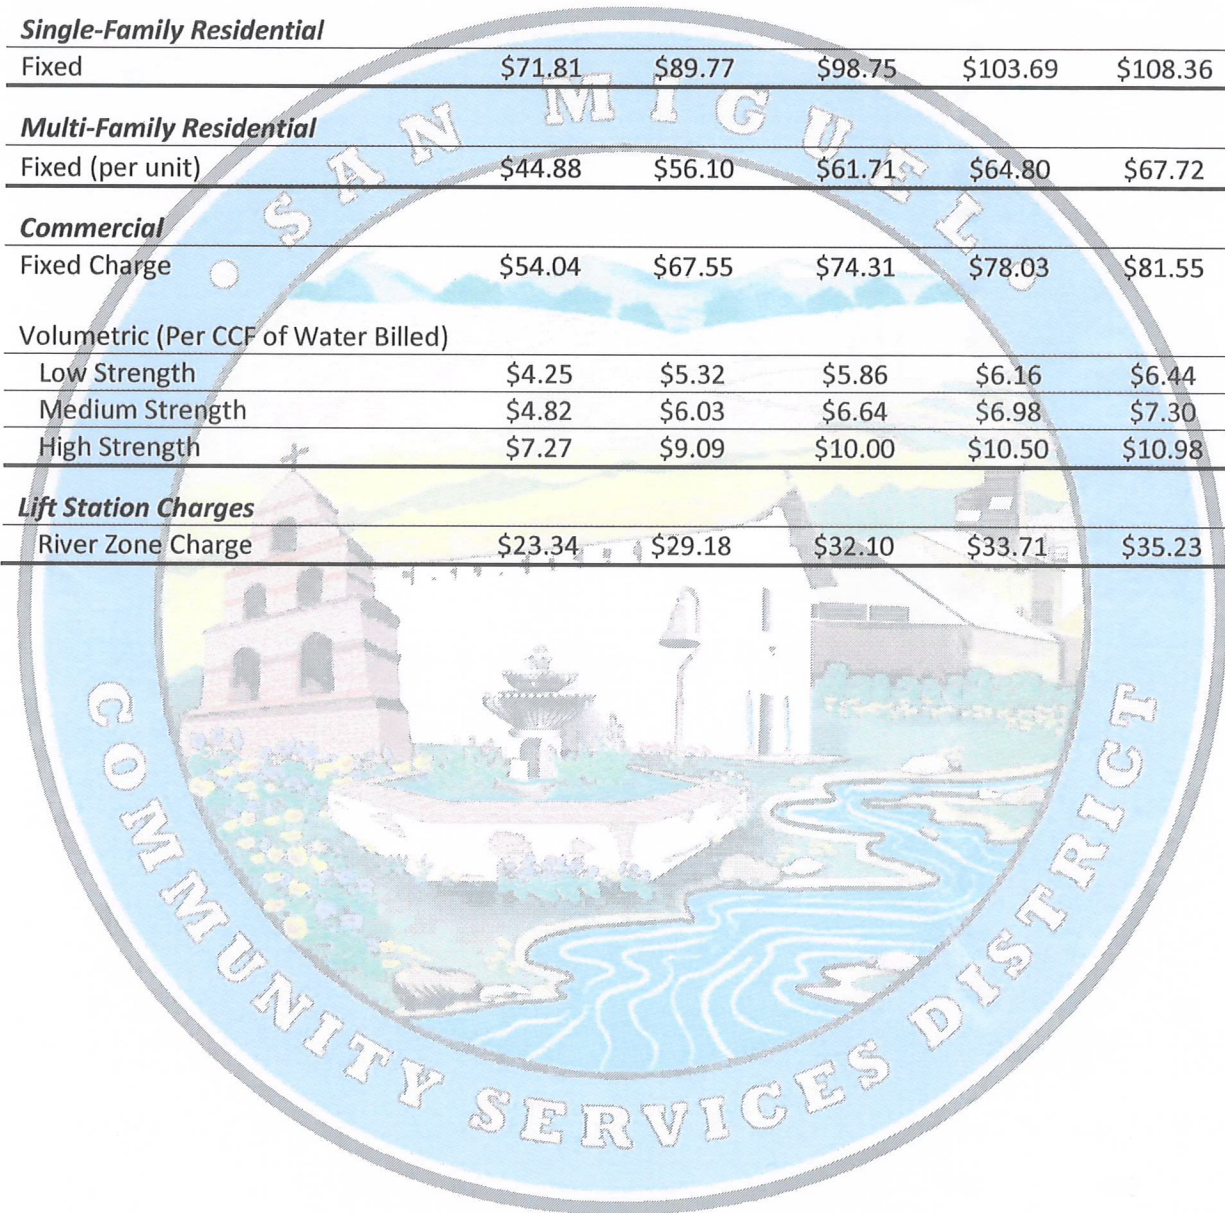 Single-Family Residential
Fixed $71.81 $89.77 $98.75 $103.69 $108.36
Multi-Family Residential
Fixed (per unit) $44.88 $56.10 $61.71 $64.80 $67.72
Commercial
Fixed Charge $54.04 $67.55 $74.31 $78.03 $81.55
Volumetric (Per CCF of Water Billed)
Low Strength $4.25 $5.32 $5.86 $6.16 $6.44
Medium Strength $4.82 $6.03 $6.64 $6.98 $7.30
High Strength $7.27 $9.09 $10.00 $10.50 $10.98
Lift Station Charges
River Zone Charge $23.34 $29.18 $32.10 $33.71 $35.23
SAN MIGUEL
COMMUNITY SERVICES DISTRICT